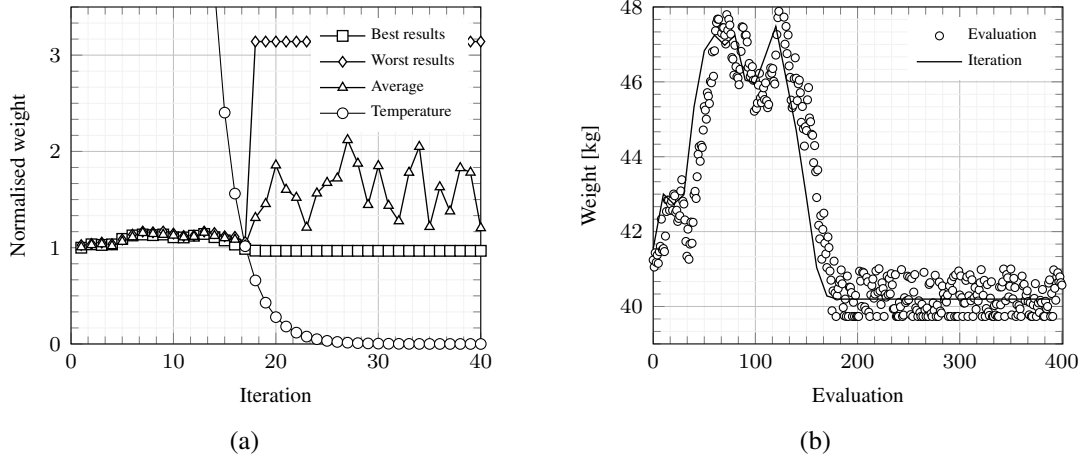 3
2
1
0
0
10
20
30
40
Normalised weight
Iteration
Best results
Worst results
Average
Temperature
(a)
48
46
44
43
42
40
0
100
200
300
400
Weight [kg]
Evaluation
Evaluation
Iteration
(b)